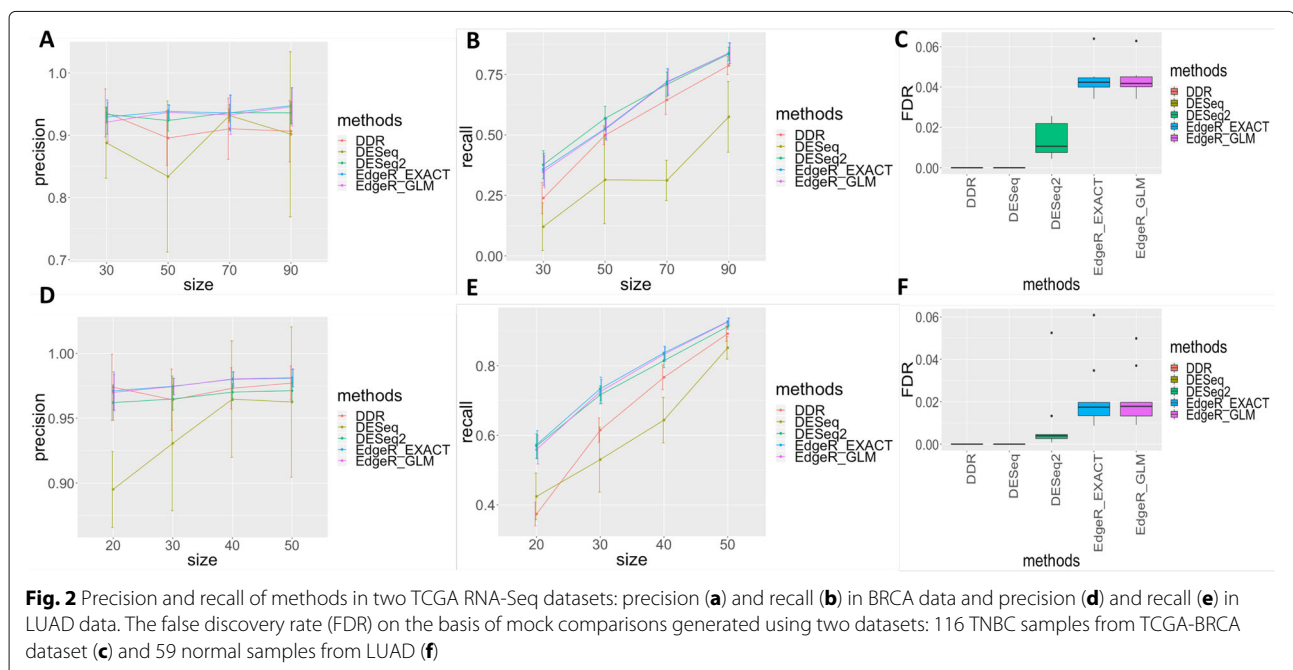 A
1.0
0.9
0.8
0.7
precision
30 50 70 90
size
methods
DDR
DESeq
DESeq2
EdgeR_EXACT
EdgeR_GLM
B
0.75
0.50
0.25
0.00
recall
30 50 70 90
size
methods
DDR
DESeq
DESeq2
EdgeR_EXACT
EdgeR_GLM
C
0.06
0.04
0.02
0.00
FDR
DDR
DESeq
DESeq2
EdgeR_EXACT
EdgeR_GLM
methods
methods
DDR
DESeq
DESeq2
EdgeR_EXACT
EdgeR_GLM
D
1.00
0.95
0.90
precision
20 30 40 50
size
methods
DDR
DESeq
DESeq2
EdgeR_EXACT
EdgeR_GLM
E
0.8
0.6
0.4
recall
20 30 40 50
size
methods
DDR
DESeq
DESeq2
EdgeR_EXACT
EdgeR_GLM
F
0.06
0.04
0.02
0.00
FDR
DDR
DESeq
DESeq2
EdgeR_EXACT
EdgeR_GLM
methods
methods
DDR
DESeq
DESeq2
EdgeR_EXACT
EdgeR_GLM
Fig. 2 Precision and recall of methods in two TCGA RNA-Seq datasets: precision (a) and recall (b) in BRCA data and precision (d) and recall (e) in
LUAD data. The false discovery rate (FDR) on the basis of mock comparisons generated using two datasets: 116 TNBC samples from TCGA-BRCA
dataset (c) and 59 normal samples from LUAD (f)